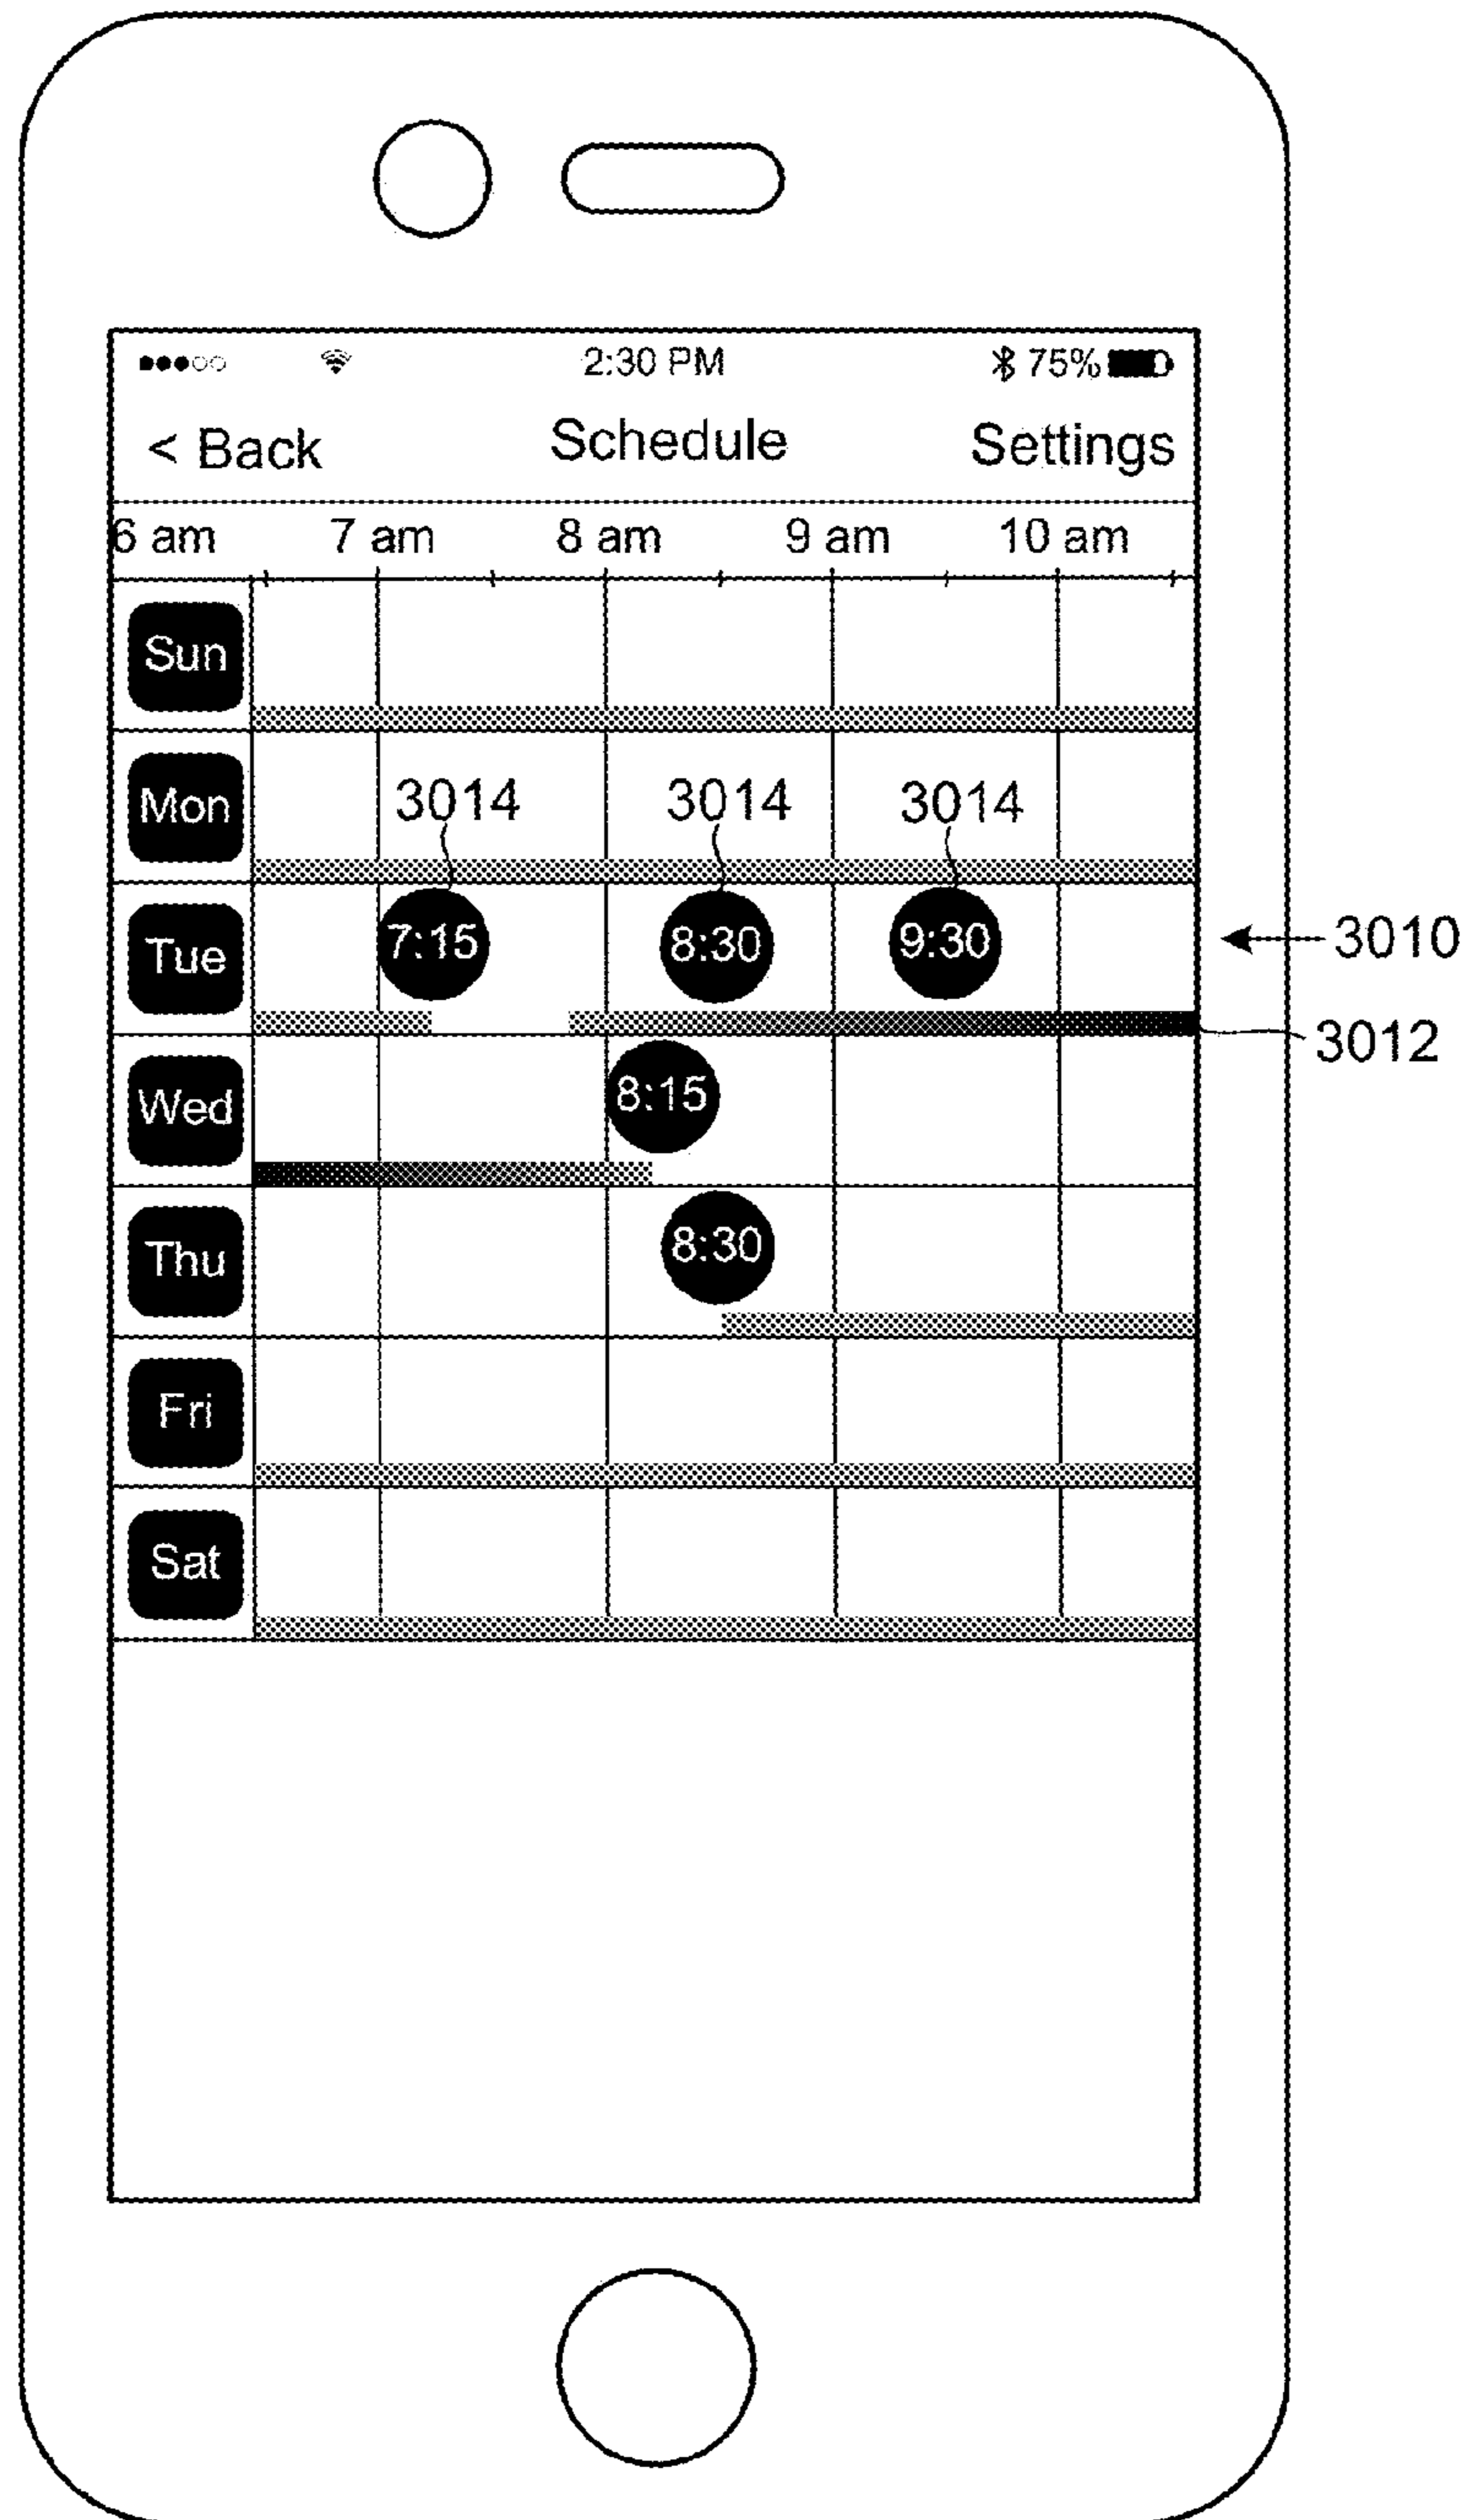 2:30 PM 75%
< Back Schedule Settings
6 am 7 am 8 am 9 am 10 am
Sun
Mon 3014 3014 3014
Tue 7:15 8:30 9:30 3010
3012
Wed 8:15
Thu 8:30
Fri
Sat